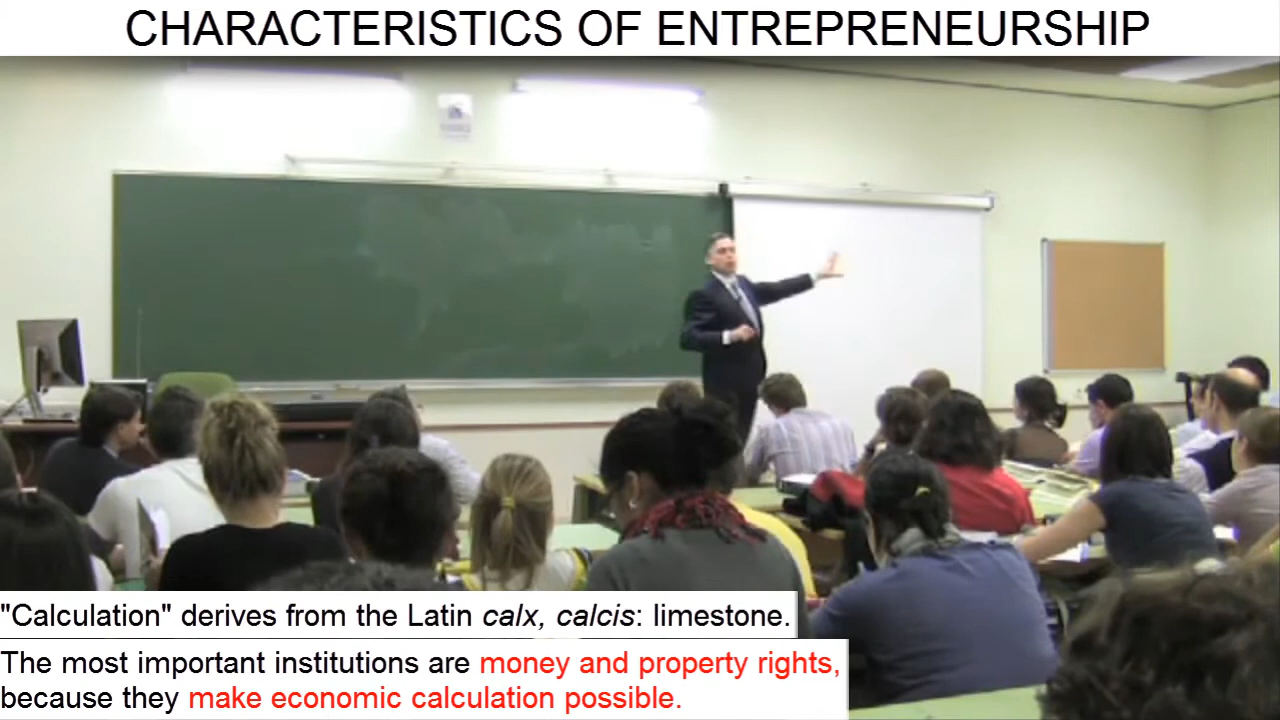 CHARACTERISTICS OF ENTREPRENEURSHIP
"Calculation" derives from the Latin calx, calcis: limestone.
The most important institutions are money and property rights,
because they make economic calculation possible.